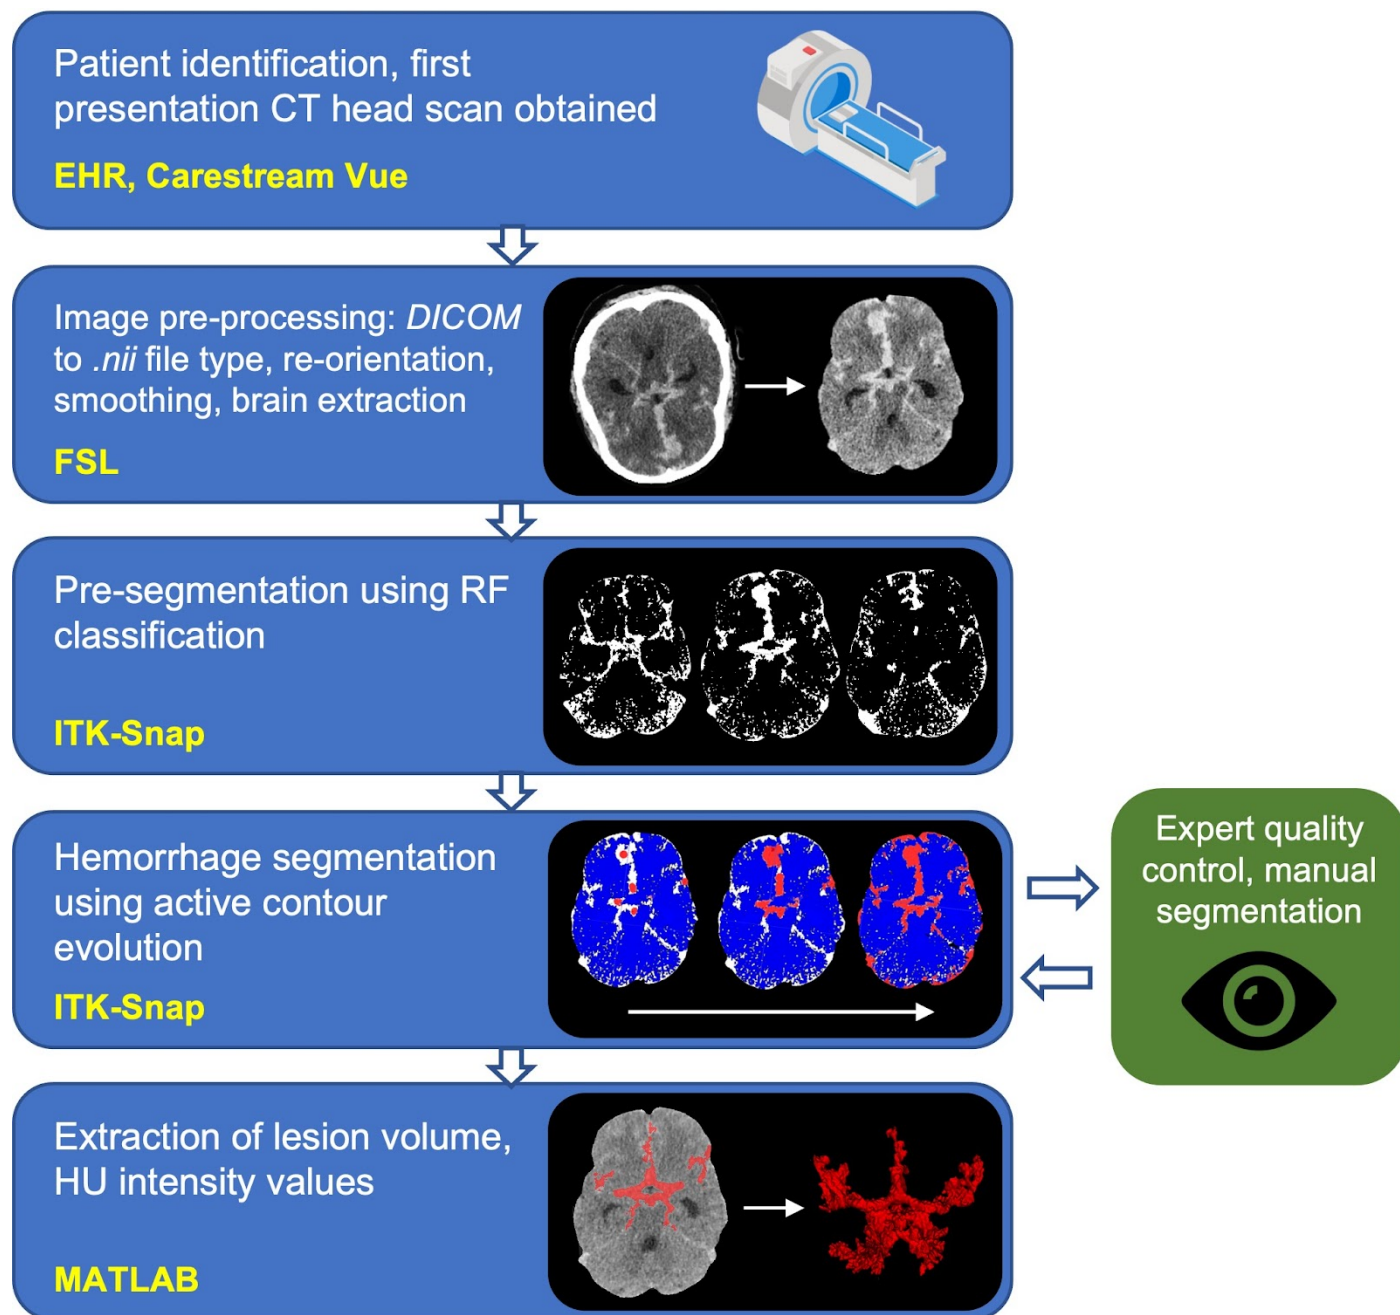 Patient identification, first
presentation CT head scan obtained
EHR, Carestream Vue
Image pre-processing: DICOM
to .nii file type, re-orientation,
smoothing, brain extraction
FSL
Pre-segmentation using RF
classification
ITK-Snap
Hemorrhage segmentation
using active contour
evolution
ITK-Snap
Expert quality
control, manual
segmentation
Extraction of lesion volume,
HU intensity values
MATLAB